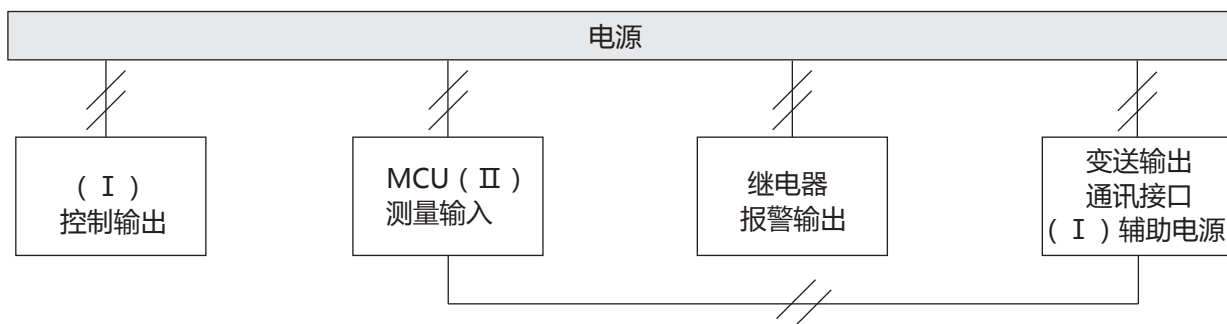 电源
（Ⅰ）
控制输出
MCU（Ⅱ）
测量输入
继电器
报警输出
变送输出
通讯接口
（Ⅰ）辅助电源